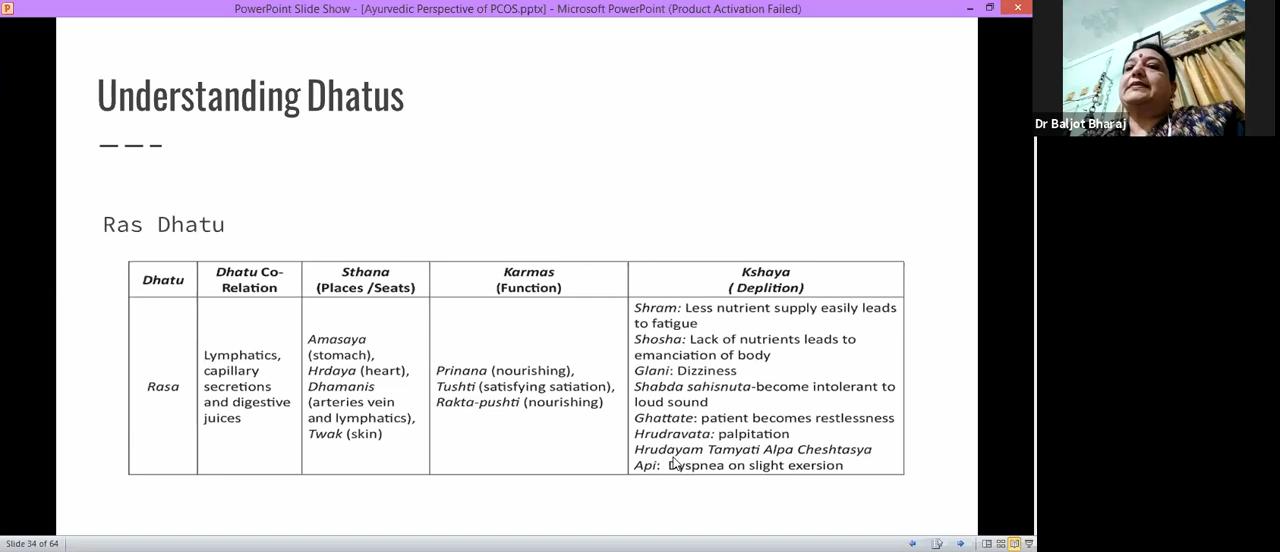 PowerPoint Slide Show - [Ayurvedic Perspective of PCOS.pptx] - Microsoft PowerPoint (Product Activation Failed)
Dr Baljot Bharaj
Understanding Dhatus
Ras Dhatu
Dhatu
Dhatu Co-
Relation
Sthana
(Places /Seats)
Karmas
(Function)
Kshaya
( Deplition)
Rasa
Lymphatics,
capillary
secretions
and digestive
juices
Amasaya
(stomach),
Hrdaya (heart),
Dhamanis
(arteries vein
and lymphatics),
Twak (skin)
Prinana (nourishing),
Tushti (satisfying satiation),
Rakta-pushti (nourishing)
Shram: Less nutrient supply easily leads
to fatigue
Shosha: Lack of nutrients leads to
emanciation of body
Glani: Dizziness
Shabda sahisnuta-become intolerant to
loud sound
Ghattate: patient becomes restlessness
Hrudravata: palpitation
Hrudayam Tamyati Alpa Cheshtasya
Api: Dyspnea on slight exersion
Slide 34 of 64